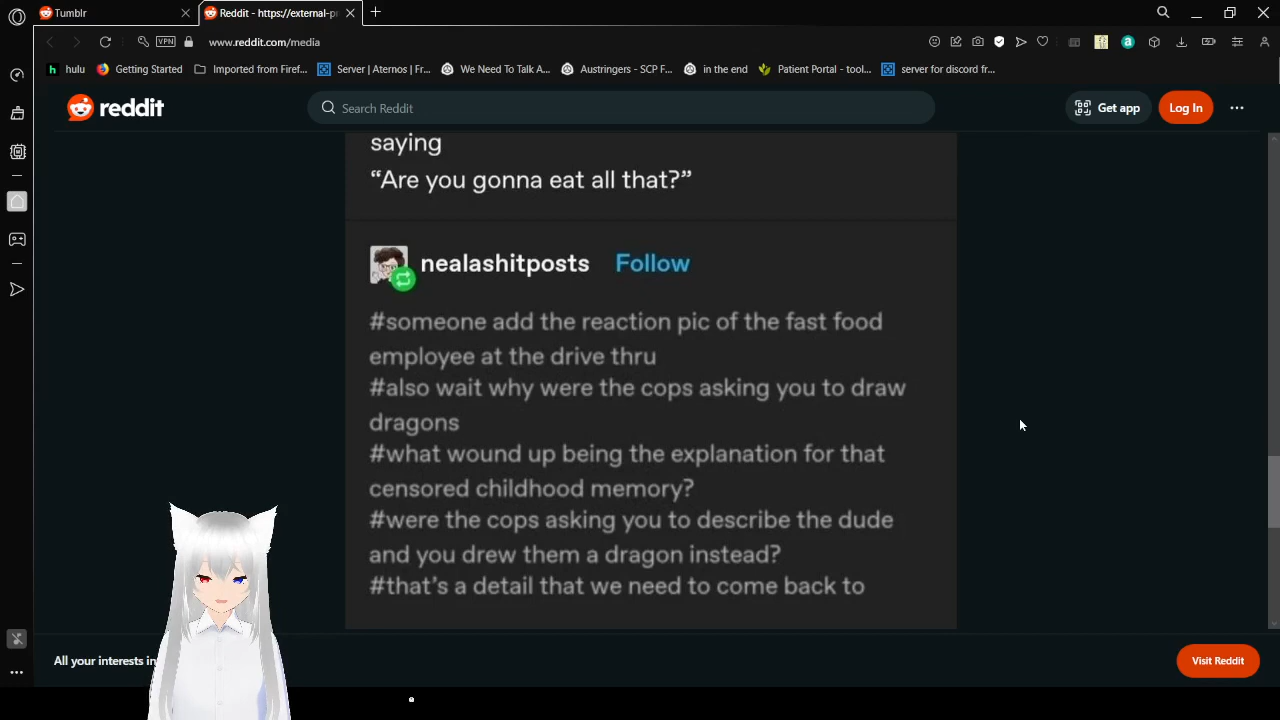 Tumblr
Reddit - https://external-pr
VPN
www.reddit.com/media
hulu
Getting Started
Imported from Firef...
Server | Aternos | Fr...
We Need To Talk A...
Austringers - SCP F...
in the end
Patient Portal - tool...
server for discord fr...
reddit
Search Reddit
Get app
Log In
saying
“Are you gonna eat all that?”
nealashitposts Follow
#someone add the reaction pic of the fast food
employee at the drive thru
#also wait why were the cops asking you to draw
dragons
#what wound up being the explanation for that
censored childhood memory?
#were the cops asking you to describe the dude
and you drew them a dragon instead?
#that’s a detail that we need to come back to
All your interests in
Visit Reddit